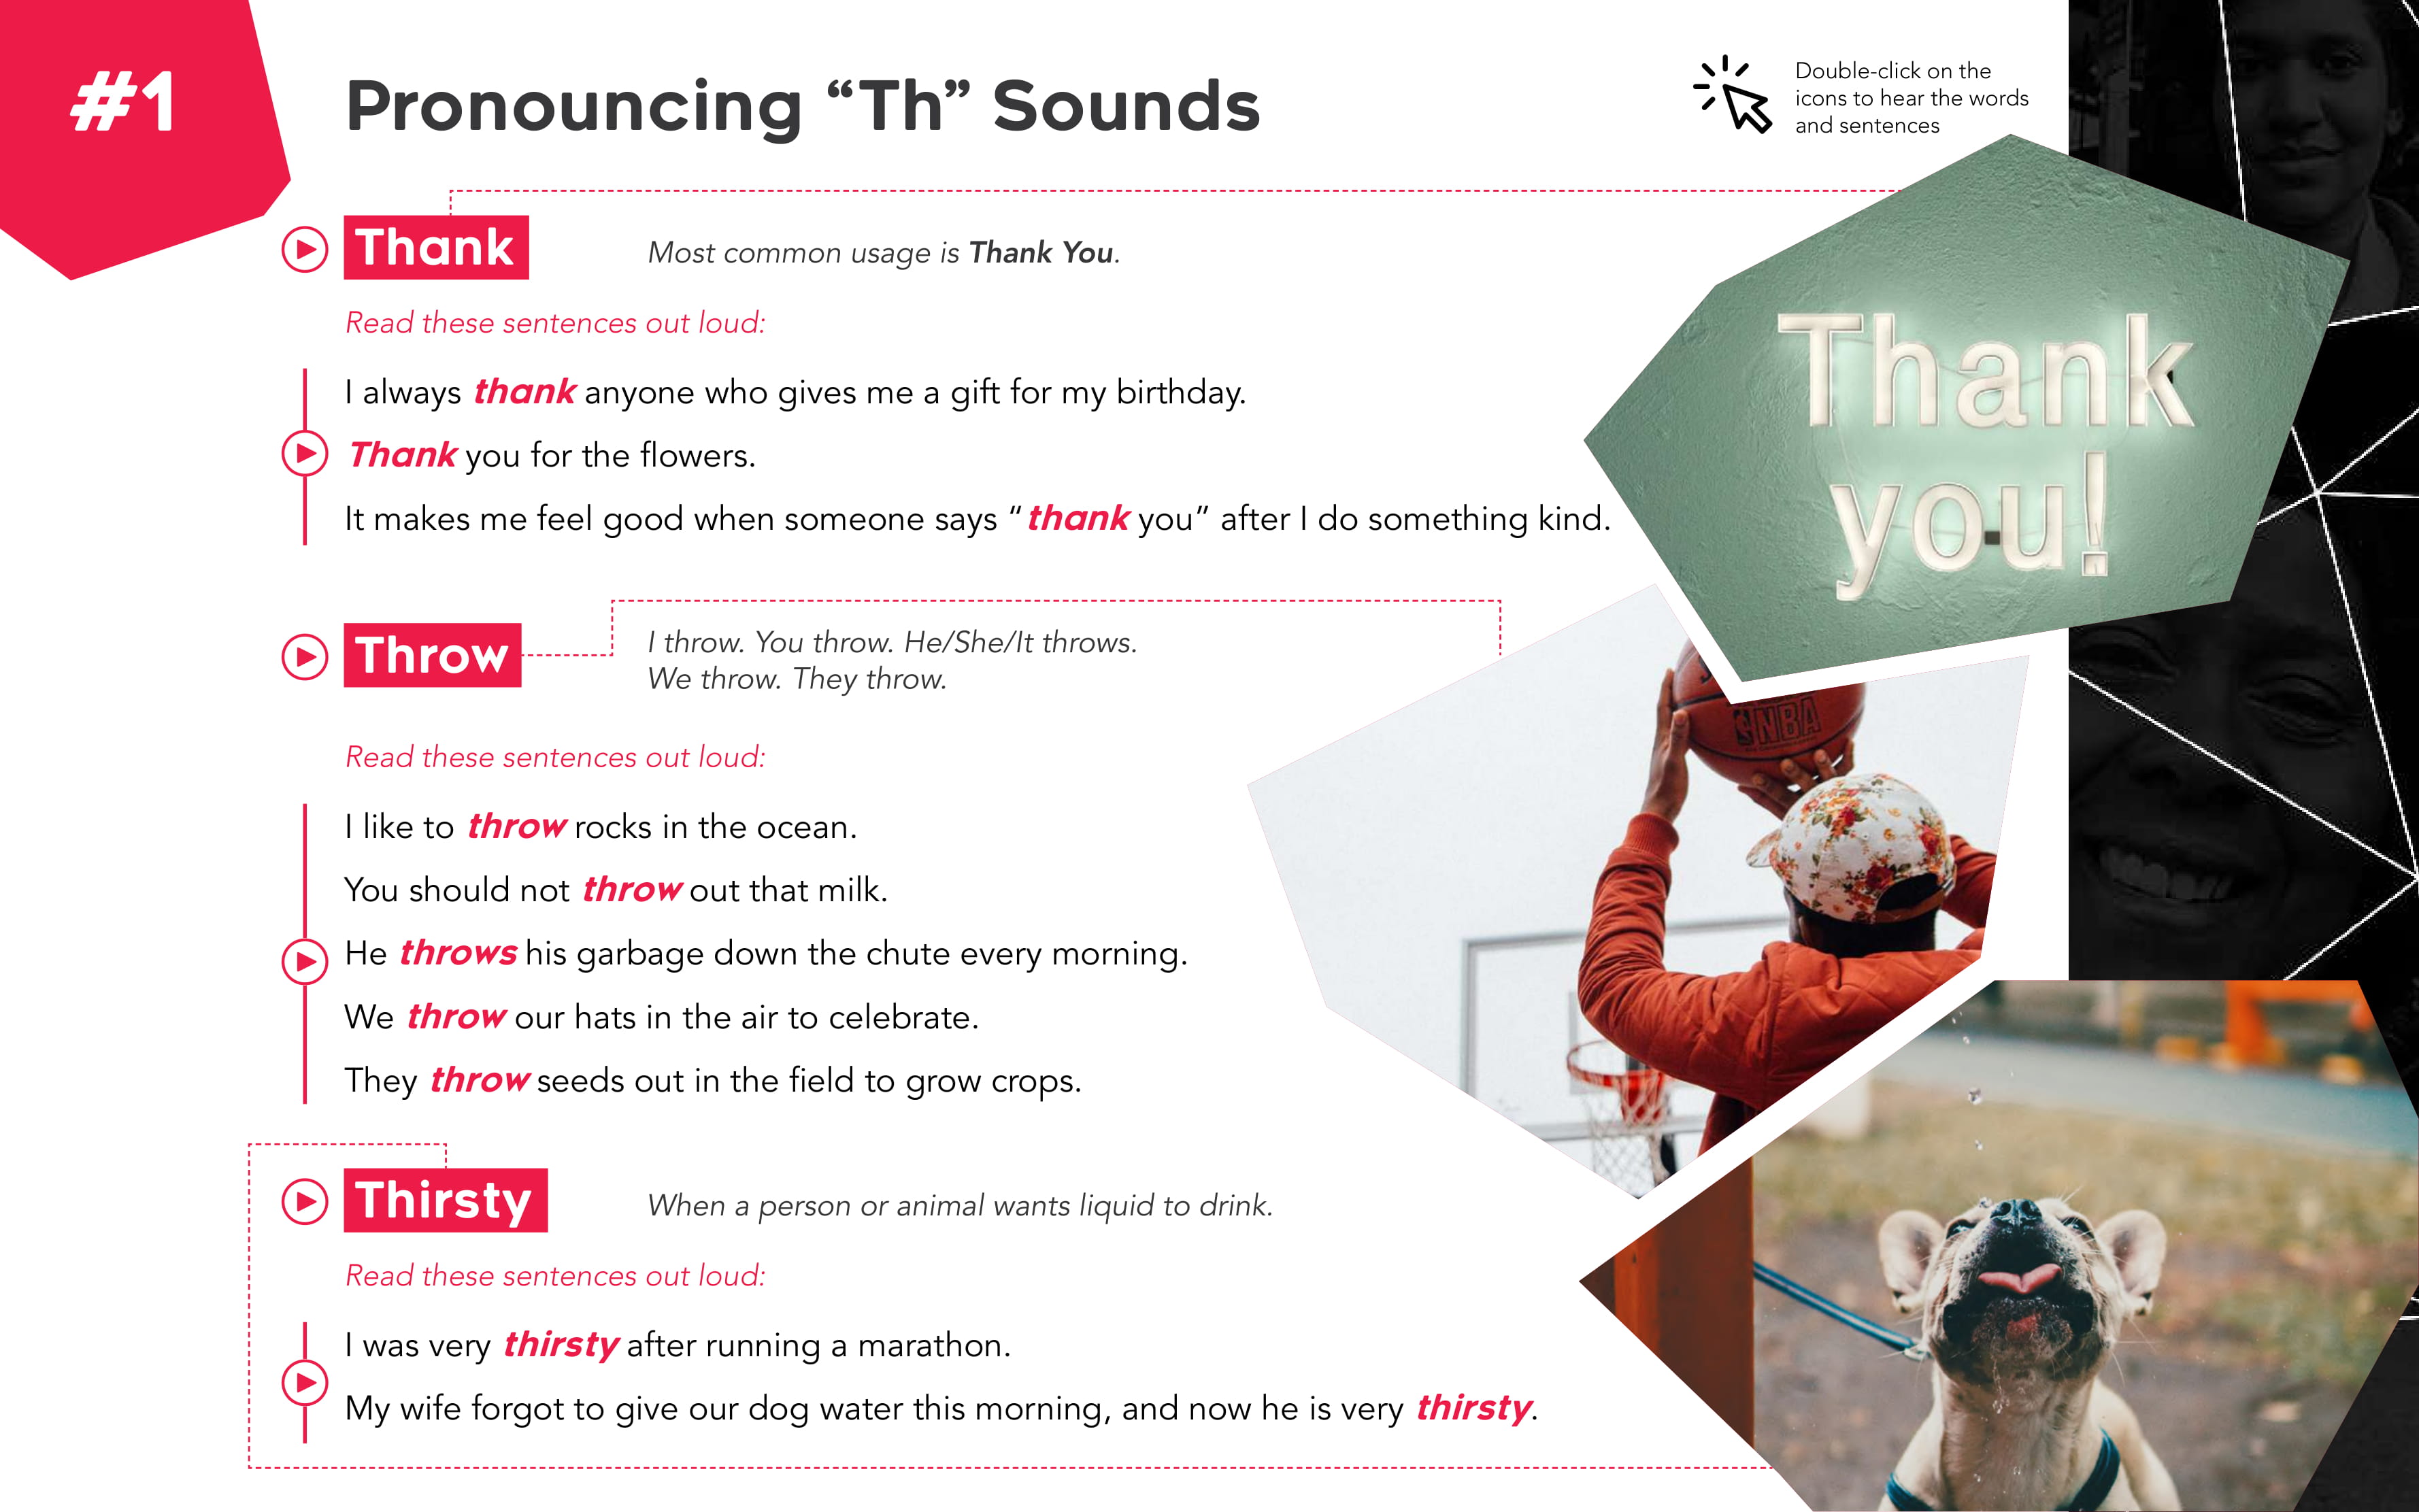 #1
Pronouncing “Th” Sounds
Double-click on the
icons to hear the words
and sentences
Thank
Most common usage is Thank You.
Read these sentences out loud:
I always thank anyone who gives me a gift for my birthday.
Thank you for the flowers.
It makes me feel good when someone says “thank you” after I do something kind.
Thank
you!
Throw
I throw. You throw. He/She/It throws.
We throw. They throw.
NBA
Read these sentences out loud:
I like to throw rocks in the ocean.
You should not throw out that milk.
He throws his garbage down the chute every morning.
We throw our hats in the air to celebrate.
They throw seeds out in the field to grow crops.
Thirsty
When a person or animal wants liquid to drink.
Read these sentences out loud:
I was very thirsty after running a marathon.
My wife forgot to give our dog water this morning, and now he is very thirsty.